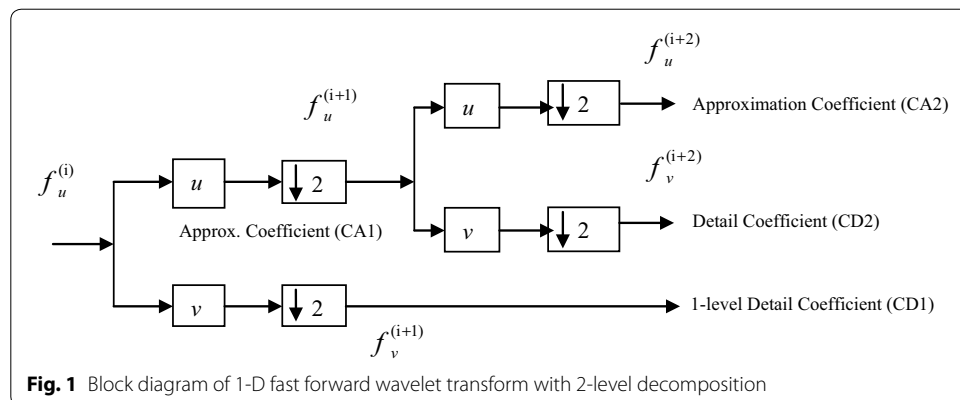 f_u^{(i+2)}
f_u^{(i+1)}
u
↓ 2
Approximation Coefficient (CA2)
f_v^{(i+2)}
f_u^{(i)}
u
↓ 2
Approx. Coefficient (CA1)
v
↓ 2
Detail Coefficient (CD2)
v
↓ 2
1-level Detail Coefficient (CD1)
f_v^{(i+1)}
Fig. 1 Block diagram of 1-D fast forward wavelet transform with 2-level decomposition